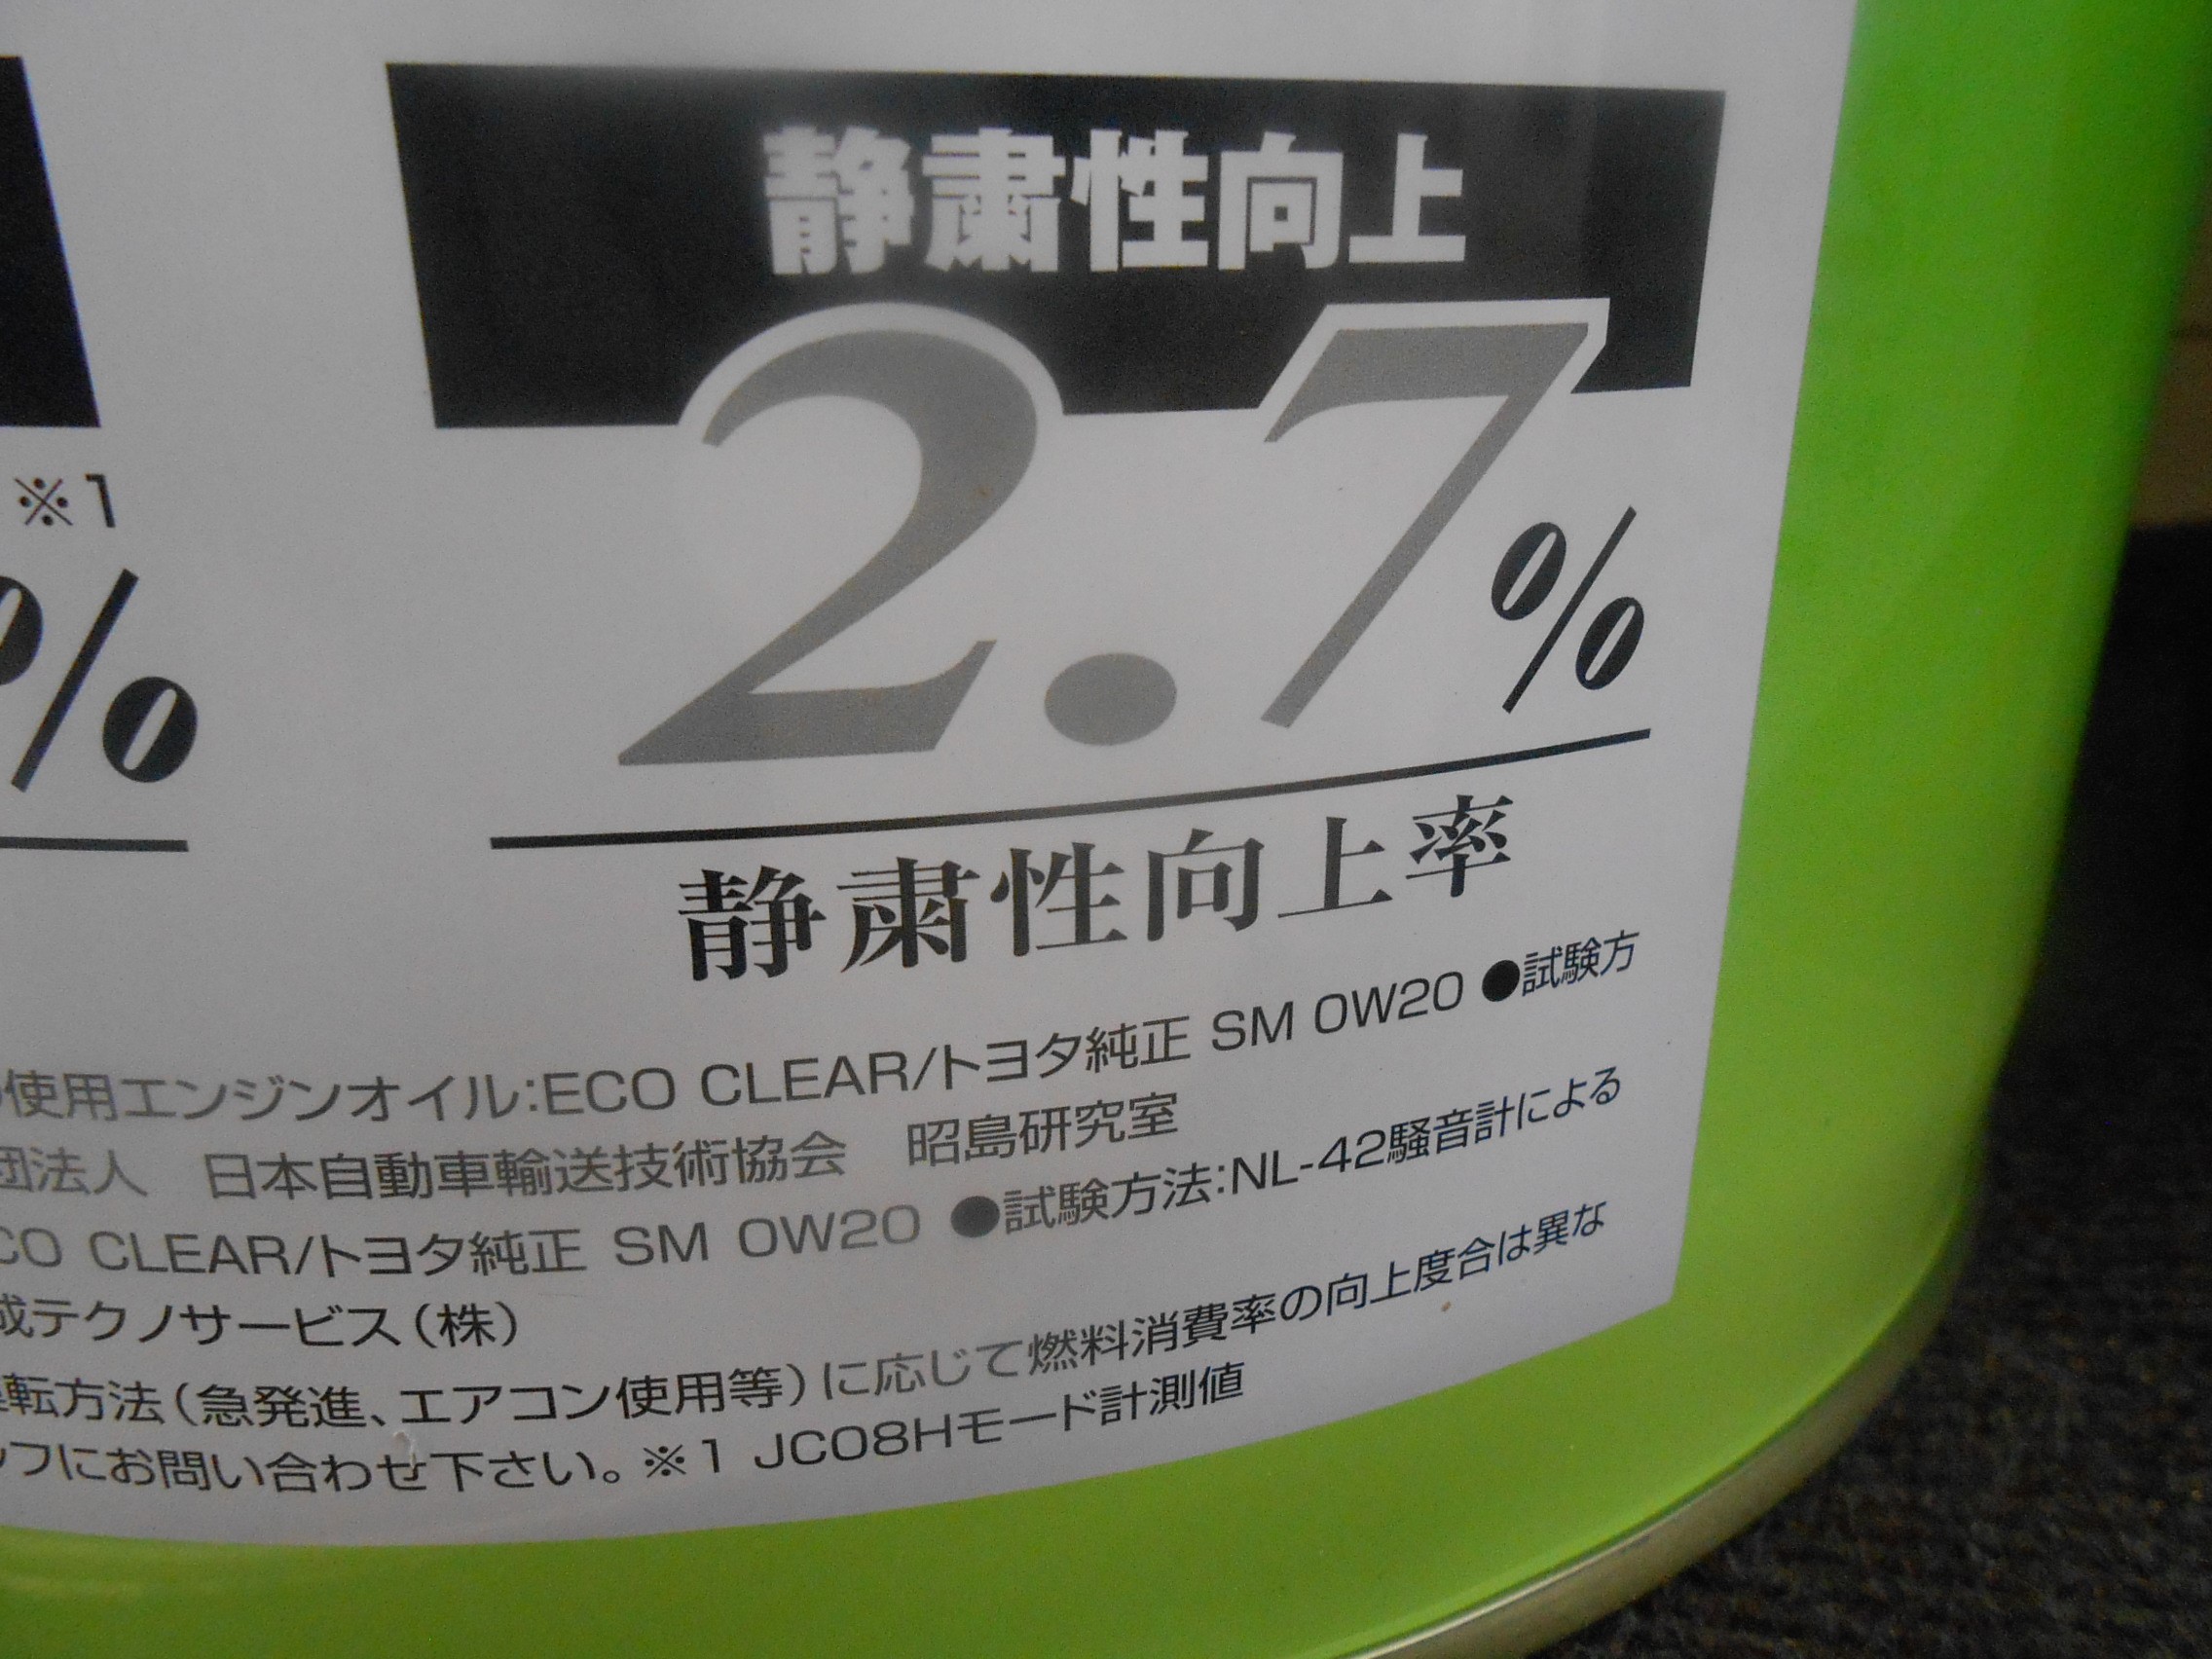 静粛性向上
2.7%
※1
%
静粛性向上率
使用エンジンオイル:ECO CLEAR/トヨタ純正 SM 0W20 ●試験方
団法人　日本自動車輸送技術協会　昭島研究室
CO CLEAR/トヨタ純正 SM 0W20 ●試験方法:NL-42騒音計による
成テクノサービス（株）
転方法（急発進、エアコン使用等）に応じて燃料消費率の向上度合は異な
ッフにお問い合わせ下さい。※1 JC08Hモード計測値